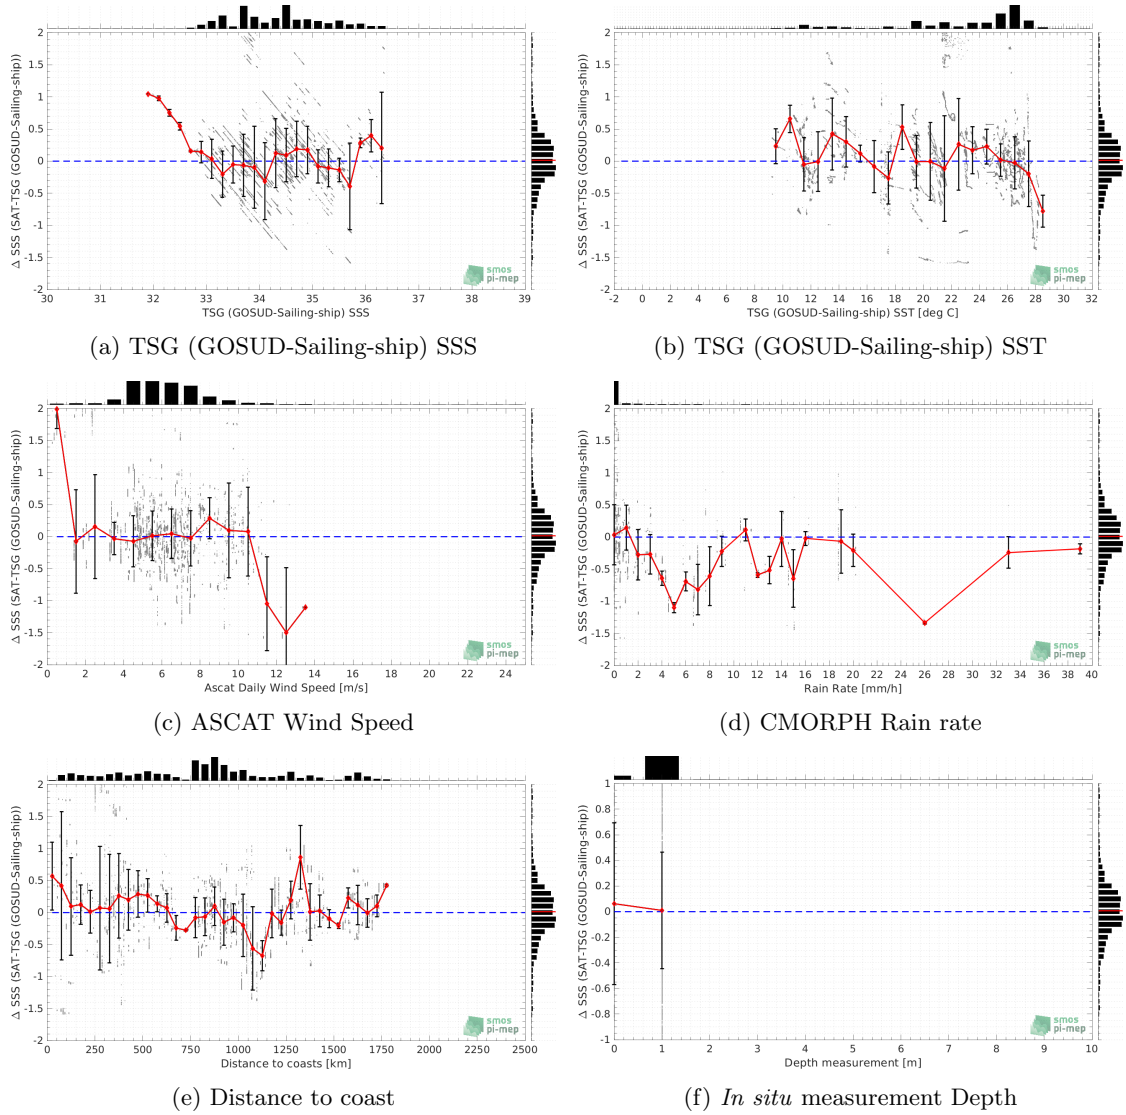 2
1.5
1
0.5
0
-0.5
-1
-1.5
-2
Δ SSS (SAT-TSG (GOSUD-Sailing-ship))
30 31 32 33 34 35 36 37 38 39
TSG (GOSUD-Sailing-ship) SSS
smos
pi-mep
(a) TSG (GOSUD-Sailing-ship) SSS
2
1.5
1
0.5
0
-0.5
-1
-1.5
-2
Δ SSS (SAT-TSG (GOSUD-Sailing-ship))
-2 0 2 4 6 8 10 12 14 16 18 20 22 24 26 28 30 32
TSG (GOSUD-Sailing-ship) SST [deg C]
smos
pi-mep
(b) TSG (GOSUD-Sailing-ship) SST
2
1.5
1
0.5
0
-0.5
-1
-1.5
-2
Δ SSS (SAT-TSG (GOSUD-Sailing-ship))
0 2 4 6 8 10 12 14 16 18 20 22 24
Ascat Daily Wind Speed [m/s]
smos
pi-mep
(c) ASCAT Wind Speed
2
1.5
1
0.5
0
-0.5
-1
-1.5
-2
Δ SSS (SAT-TSG (GOSUD-Sailing-ship))
0 2 4 6 8 10 12 14 16 18 20 22 24 26 28 30 32 34 36 38 40
Rain Rate [mm/h]
smos
pi-mep
(d) CMORPH Rain rate
2
1.5
1
0.5
0
-0.5
-1
-1.5
-2
Δ SSS (SAT-TSG (GOSUD-Sailing-ship))
0 250 500 750 1000 1250 1500 1750 2000 2250 2500
Distance to coasts [km]
smos
pi-mep
(e) Distance to coast
1
0.8
0.6
0.4
0.2
0
-0.2
-0.4
-0.6
-0.8
-1
Δ SSS (SAT-TSG (GOSUD-Sailing-ship))
0 1 2 3 4 5 6 7 8 9 10
Depth measurement [m]
smos
pi-mep
(f) In situ measurement Depth